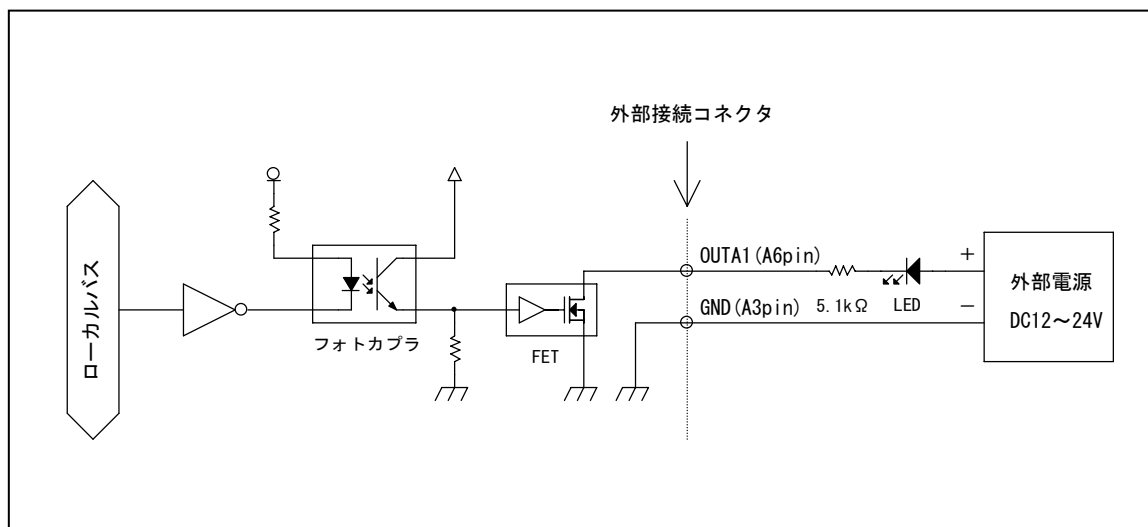 外部接続コネクタ
ローカルバス
フォトカプラ
FET
OUTA1(A6pin)
GND(A3pin)
5.1kΩ
LED
+
−
外部電源
DC12～24V